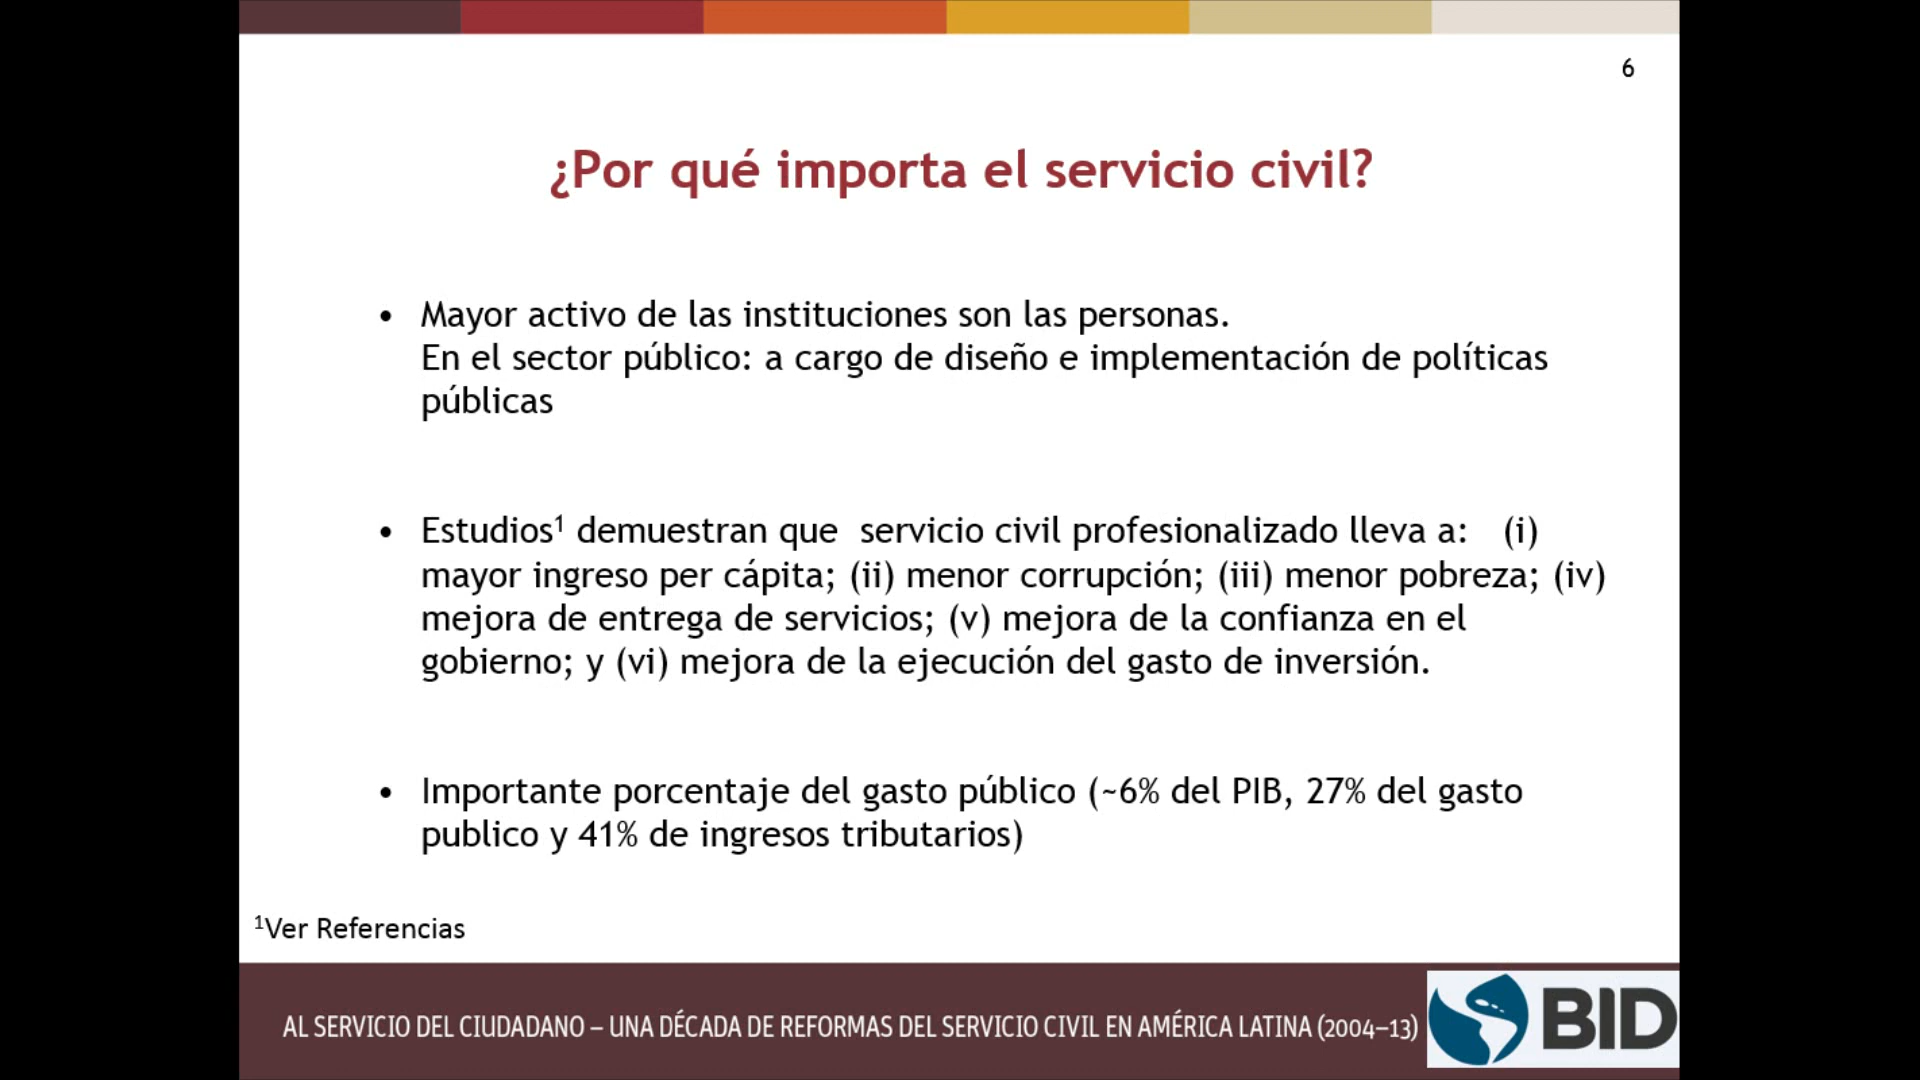 6
¿Por qué importa el servicio civil?
• Mayor activo de las instituciones son las personas.
En el sector público: a cargo de diseño e implementación de políticas
públicas
• Estudios¹ demuestran que  servicio civil profesionalizado lleva a:   (i)
mayor ingreso per cápita; (ii) menor corrupción; (iii) menor pobreza; (iv)
mejora de entrega de servicios; (v) mejora de la confianza en el
gobierno; y (vi) mejora de la ejecución del gasto de inversión.
• Importante porcentaje del gasto público (~6% del PIB, 27% del gasto
publico y 41% de ingresos tributarios)
¹Ver Referencias
AL SERVICIO DEL CIUDADANO – UNA DÉCADA DE REFORMAS DEL SERVICIO CIVIL EN AMÉRICA LATINA (2004–13)
BID